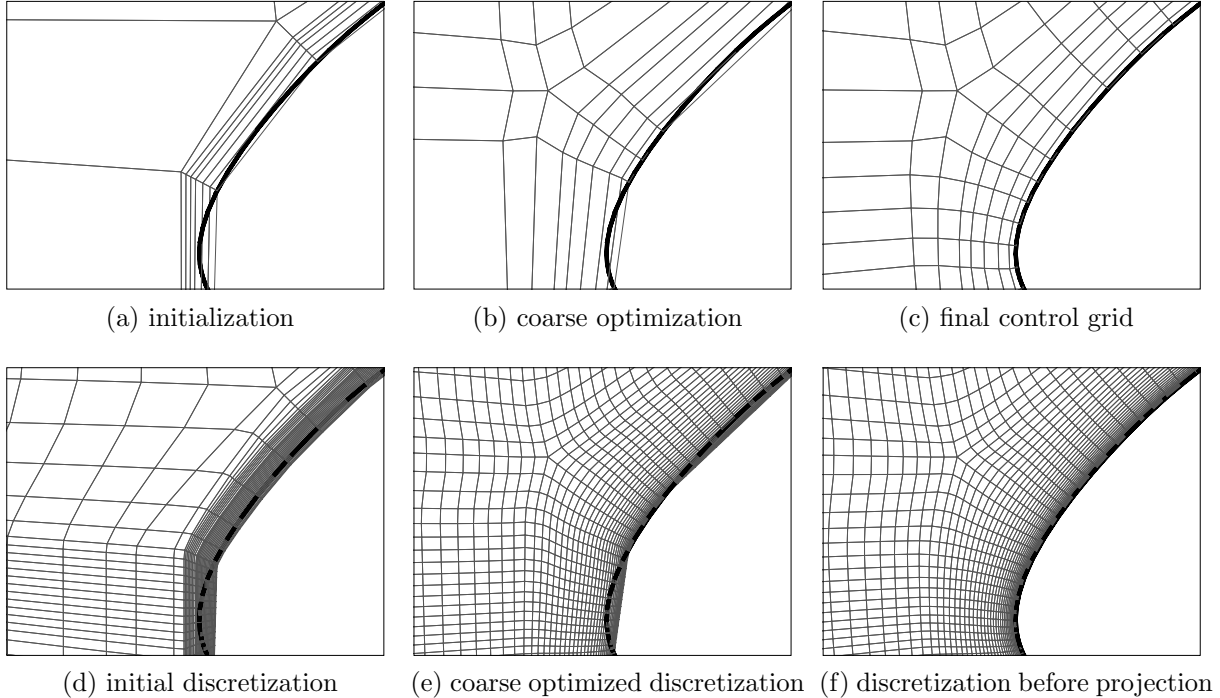 (a) initialization
(b) coarse optimization
(c) final control grid
(d) initial discretization
(e) coarse optimized discretization
(f) discretization before projection